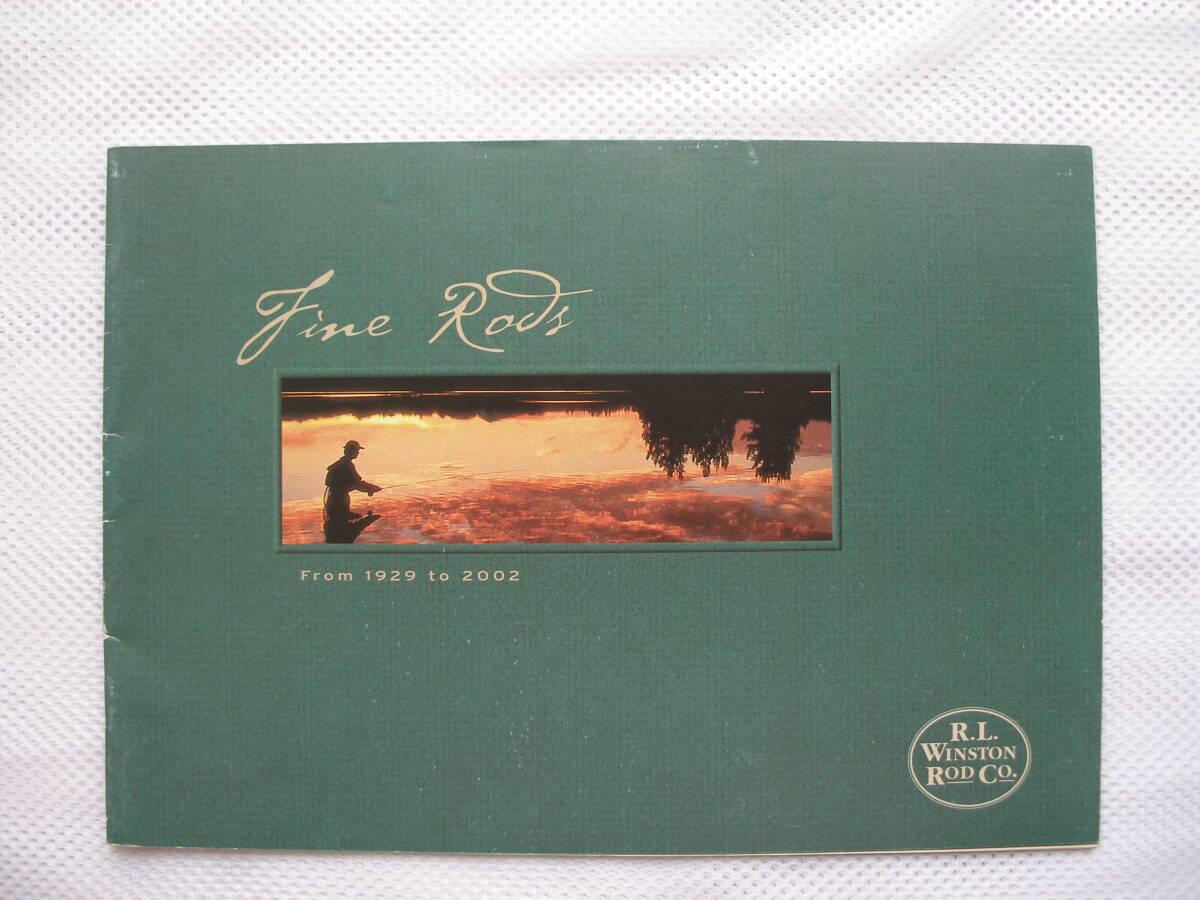 Fine Rods
From 1929 to 2002
R.L.
WINSTON
ROD CO.